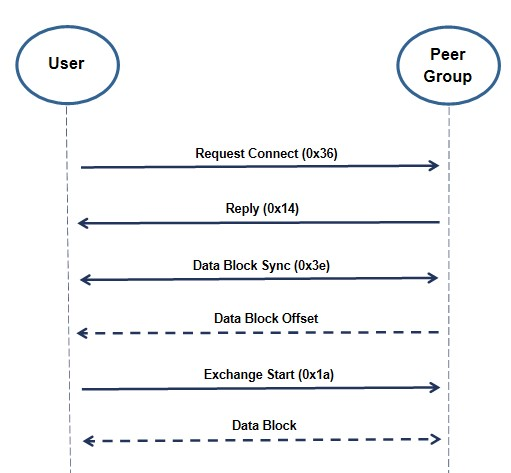 User
Peer
Group
Request Connect (0x36)
Reply (0x14)
Data Block Sync (0x3e)
Data Block Offset
Exchange Start (0x1a)
Data Block